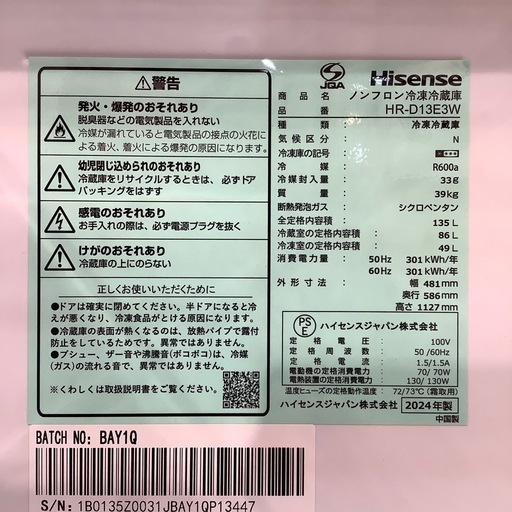 ⚠警告
発火・爆発のおそれあり
脱臭器などの電気製品を入れない
冷媒が漏れていると電気製品の接点の火花に
よる着火・着火による爆発の原因になります。
幼児閉じ込められのおそれあり
冷蔵庫をリサイクルするときは、必ずドア
パッキングをはずす
感電のおそれあり
お手入れの際は、必ず電源プラグを抜く
けがのおそれあり
冷蔵庫の上にのらない
正しくお使いいただくために
●ドアは確実に閉めてください。半ドアになると冷
えが悪くなり、冷凍食品がとける原因になります。
●冷蔵庫の表面が熱くなるのは、放熱パイプで露付
防止をしているためです。異常ではありません。
●プシュー、ザー音や沸騰音(ボコボコ)は、冷媒
(ガス)の流れる音で、異常ではありません。
※くわしくは取扱説明書をご覧ください。
JQA
Hisense
商品名 ノンフロン冷凍冷蔵庫
品番 HR-D13E3W
種類 冷凍冷蔵庫
気候区分 N
冷凍庫の記号
冷媒 R600a
冷媒封入量 33g
質量 39kg
断熱発泡ガス シクロペンタン
全定格内容積 135 L
冷蔵室の定格内容積 86 L
冷凍室の定格内容積 49 L
消費電力量 50Hz 301 kWh/年
60Hz 301 kWh/年
外形寸法 幅 481mm
奥行 586mm
高さ 1127mm
PSE
ハイセンスジャパン株式会社
定格電圧: 100V
定格周波数: 50/60Hz
定格電流: 1.5/1.5A
電動機の定格消費電力: 70/ 70W
電熱装置の定格消費電力: 130/ 130W
温度ヒューズの定格動作温度: 72/73℃(霜取用)
ハイセンスジャパン株式会社 2024年製
中国製
BATCH NO: BAY1Q
S/N: 1B0135Z0031JBAY1QP13447